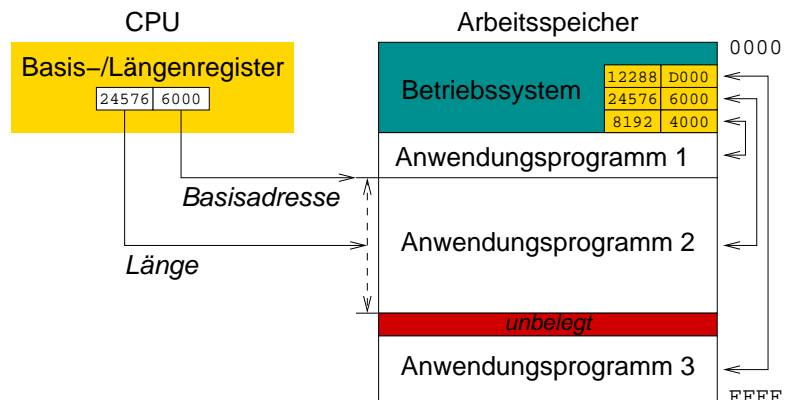 CPU
Arbeitsspeicher
0000
Basis–/Längenregister
24576 6000
Betriebssystem
12288 D000
24576 6000
8192 4000
Anwendungsprogramm 1
Basisadresse
Anwendungsprogramm 2
Länge
unbelegt
Anwendungsprogramm 3
FFFF